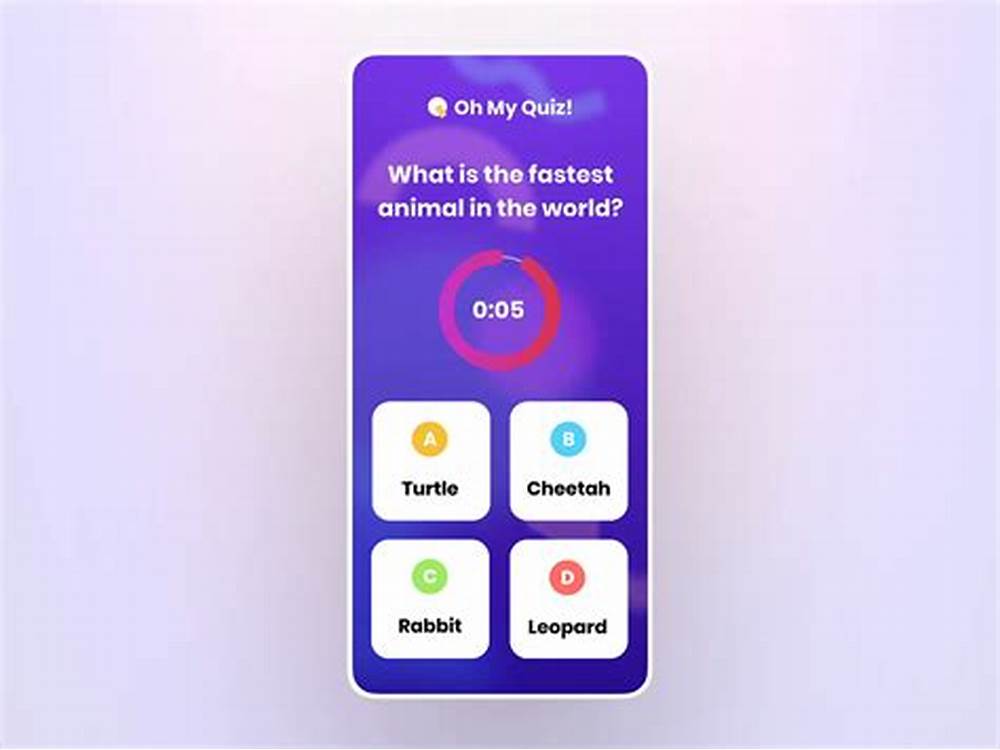 Oh My Quiz!
What is the fastest
animal in the world?
0:05
A
Turtle
B
Cheetah
C
Rabbit
D
Leopard